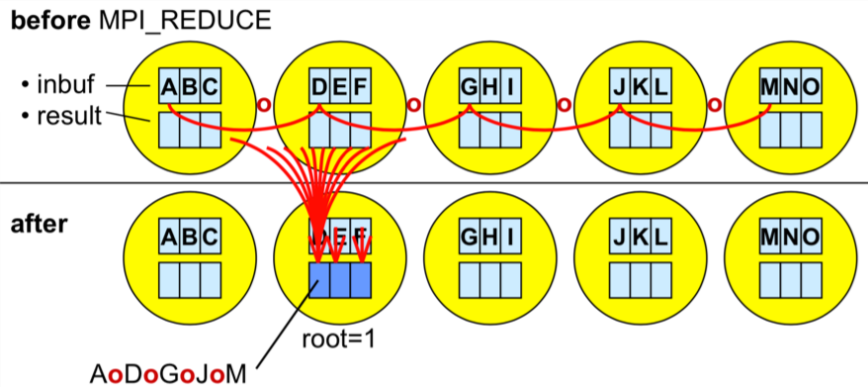 before MPI_REDUCE
• inbuf
• result
ABC o DEF o GHI o JKL o MNO
after
ABC DEF GHI JKL MNO
root=1
AoDoGoJoM